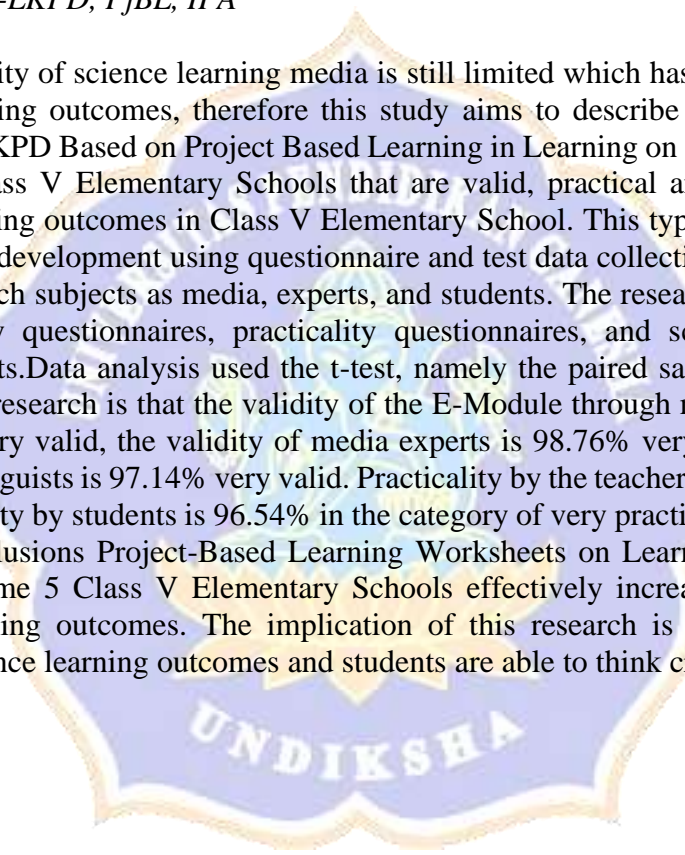 -LKPD, PjBL, IPA
ity of science learning media is still limited which has
ing outcomes, therefore this study aims to describe
KPD Based on Project Based Learning in Learning on
ass V Elementary Schools that are valid, practical a
ing outcomes in Class V Elementary School. This typ
development using questionnaire and test data collecti
ch subjects as media, experts, and students. The resea
y questionnaires, practicality questionnaires, and s
ts.Data analysis used the t-test, namely the paired sa
research is that the validity of the E-Module through
ry valid, the validity of media experts is 98.76% very
guists is 97.14% very valid. Practicality by the teacher
ty by students is 96.54% in the category of very practi
lusions Project-Based Learning Worksheets on Learn
me 5 Class V Elementary Schools effectively increa
ing outcomes. The implication of this research is
nce learning outcomes and students are able to think c
UNIVERSITAS PENDIDIKAN GANESHA
UNDIKSHA